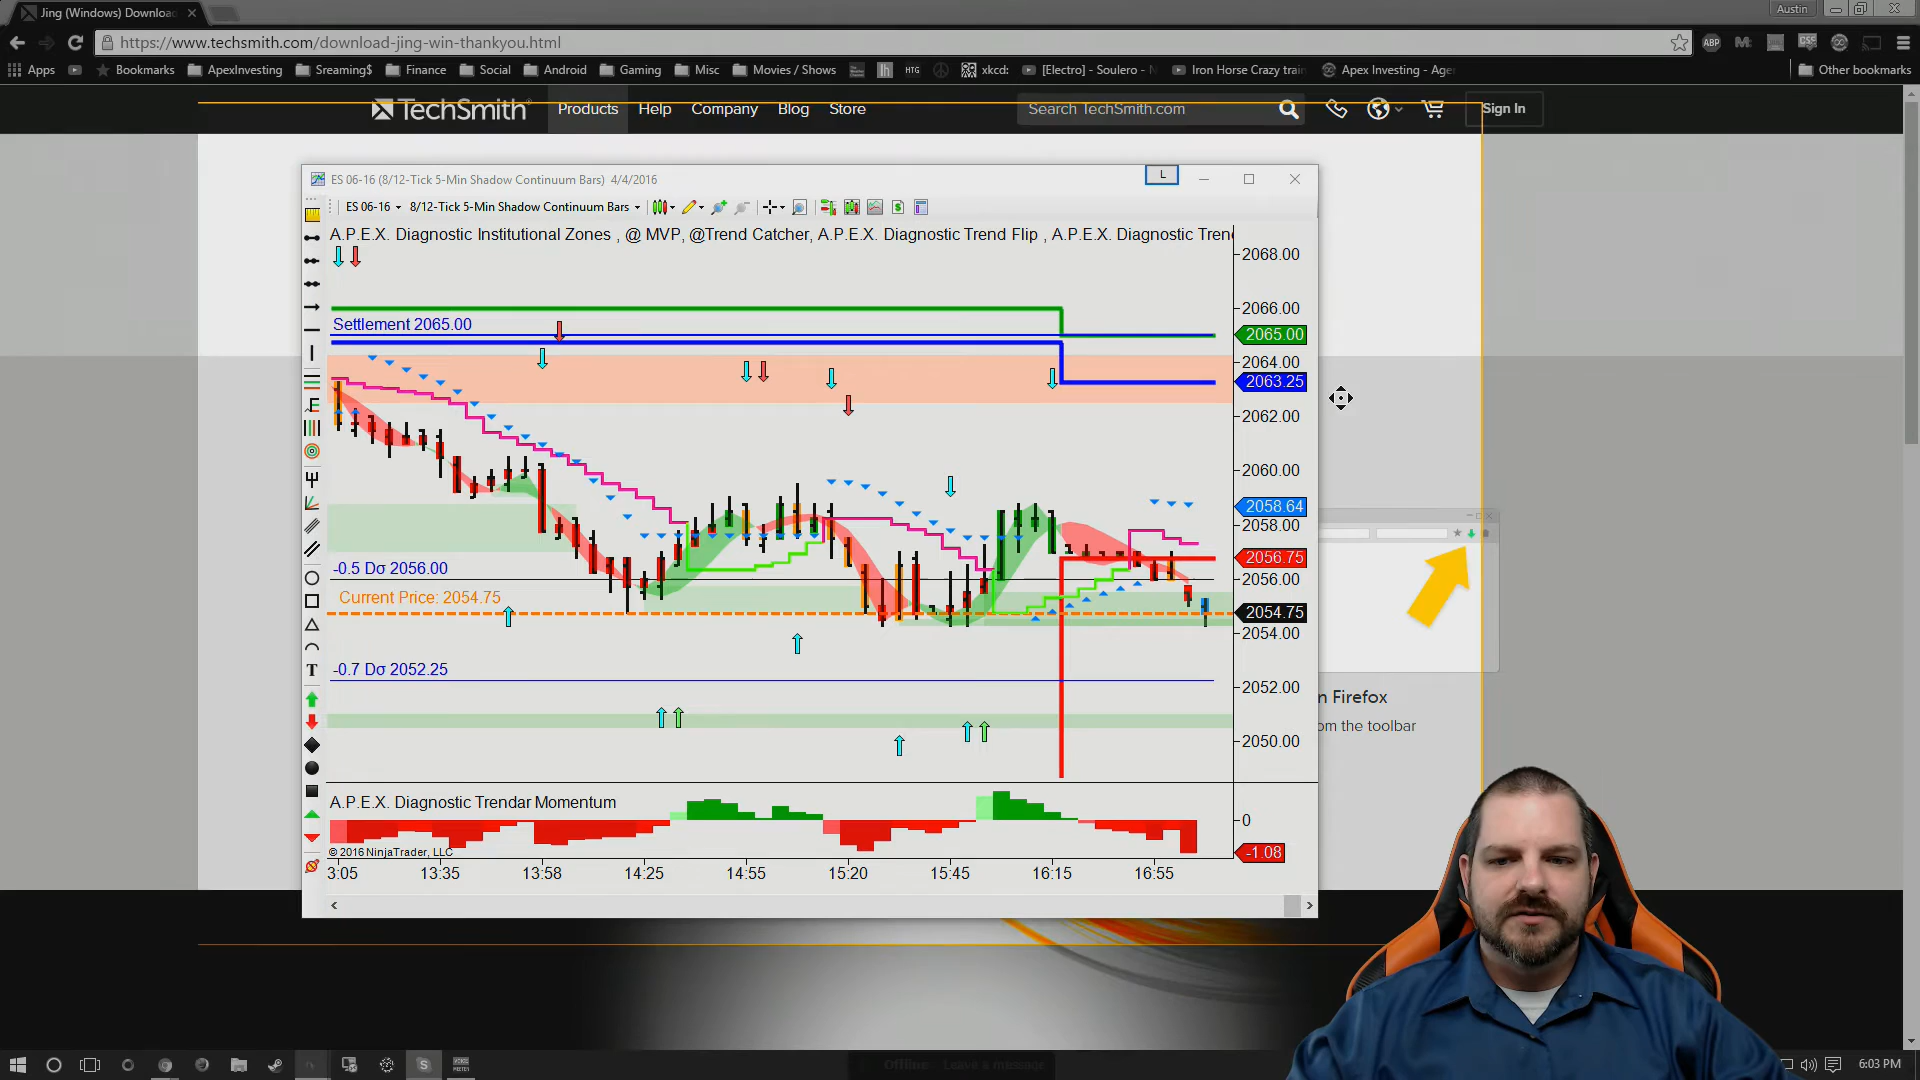 Jing (Windows) Downloa
Austin
https://www.techsmith.com/download-jing-win-thankyou.html
ABP
CSS
Apps
Bookmarks
ApexInvesting
Sreaming$
Finance
Social
Android
Gaming
Misc
Movies / Shows
HTG
xkcd:
[Electro] - Soulero - 
Iron Horse Crazy train
Apex Investing - Age
Other bookmarks
TechSmith
Products
Help
Company
Blog
Store
Search TechSmith.com
Sign In
ES 06-16 (8/12-Tick 5-Min Shadow Continuum Bars) 4/4/2016
L
ES 06-16
8/12-Tick 5-Min Shadow Continuum Bars
A.P.E.X. Diagnostic Institutional Zones , @ MVP, @Trend Catcher, A.P.E.X. Diagnostic Trend Flip , A.P.E.X. Diagnostic Tren
2068.00
2066.00
Settlement 2065.00
2065.00
2064.00
2063.25
2062.00
2060.00
2058.64
2058.00
2056.75
-0.5 Dσ 2056.00
2056.00
Current Price: 2054.75
2054.75
2054.00
-0.7 Dσ 2052.25
2052.00
2050.00
T
n Firefox
om the toolbar
A.P.E.X. Diagnostic Trendar Momentum
0
-1.08
© 2016 NinjaTrader, LLC
3:05
13:35
13:58
14:25
14:55
15:20
15:45
16:15
16:55
Offline - Leave a message
6:03 PM